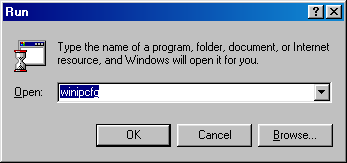 Run
Type the name of a program, folder, document, or Internet
resource, and Windows will open it for you.
Open: winipcfg
OK Cancel Browse...